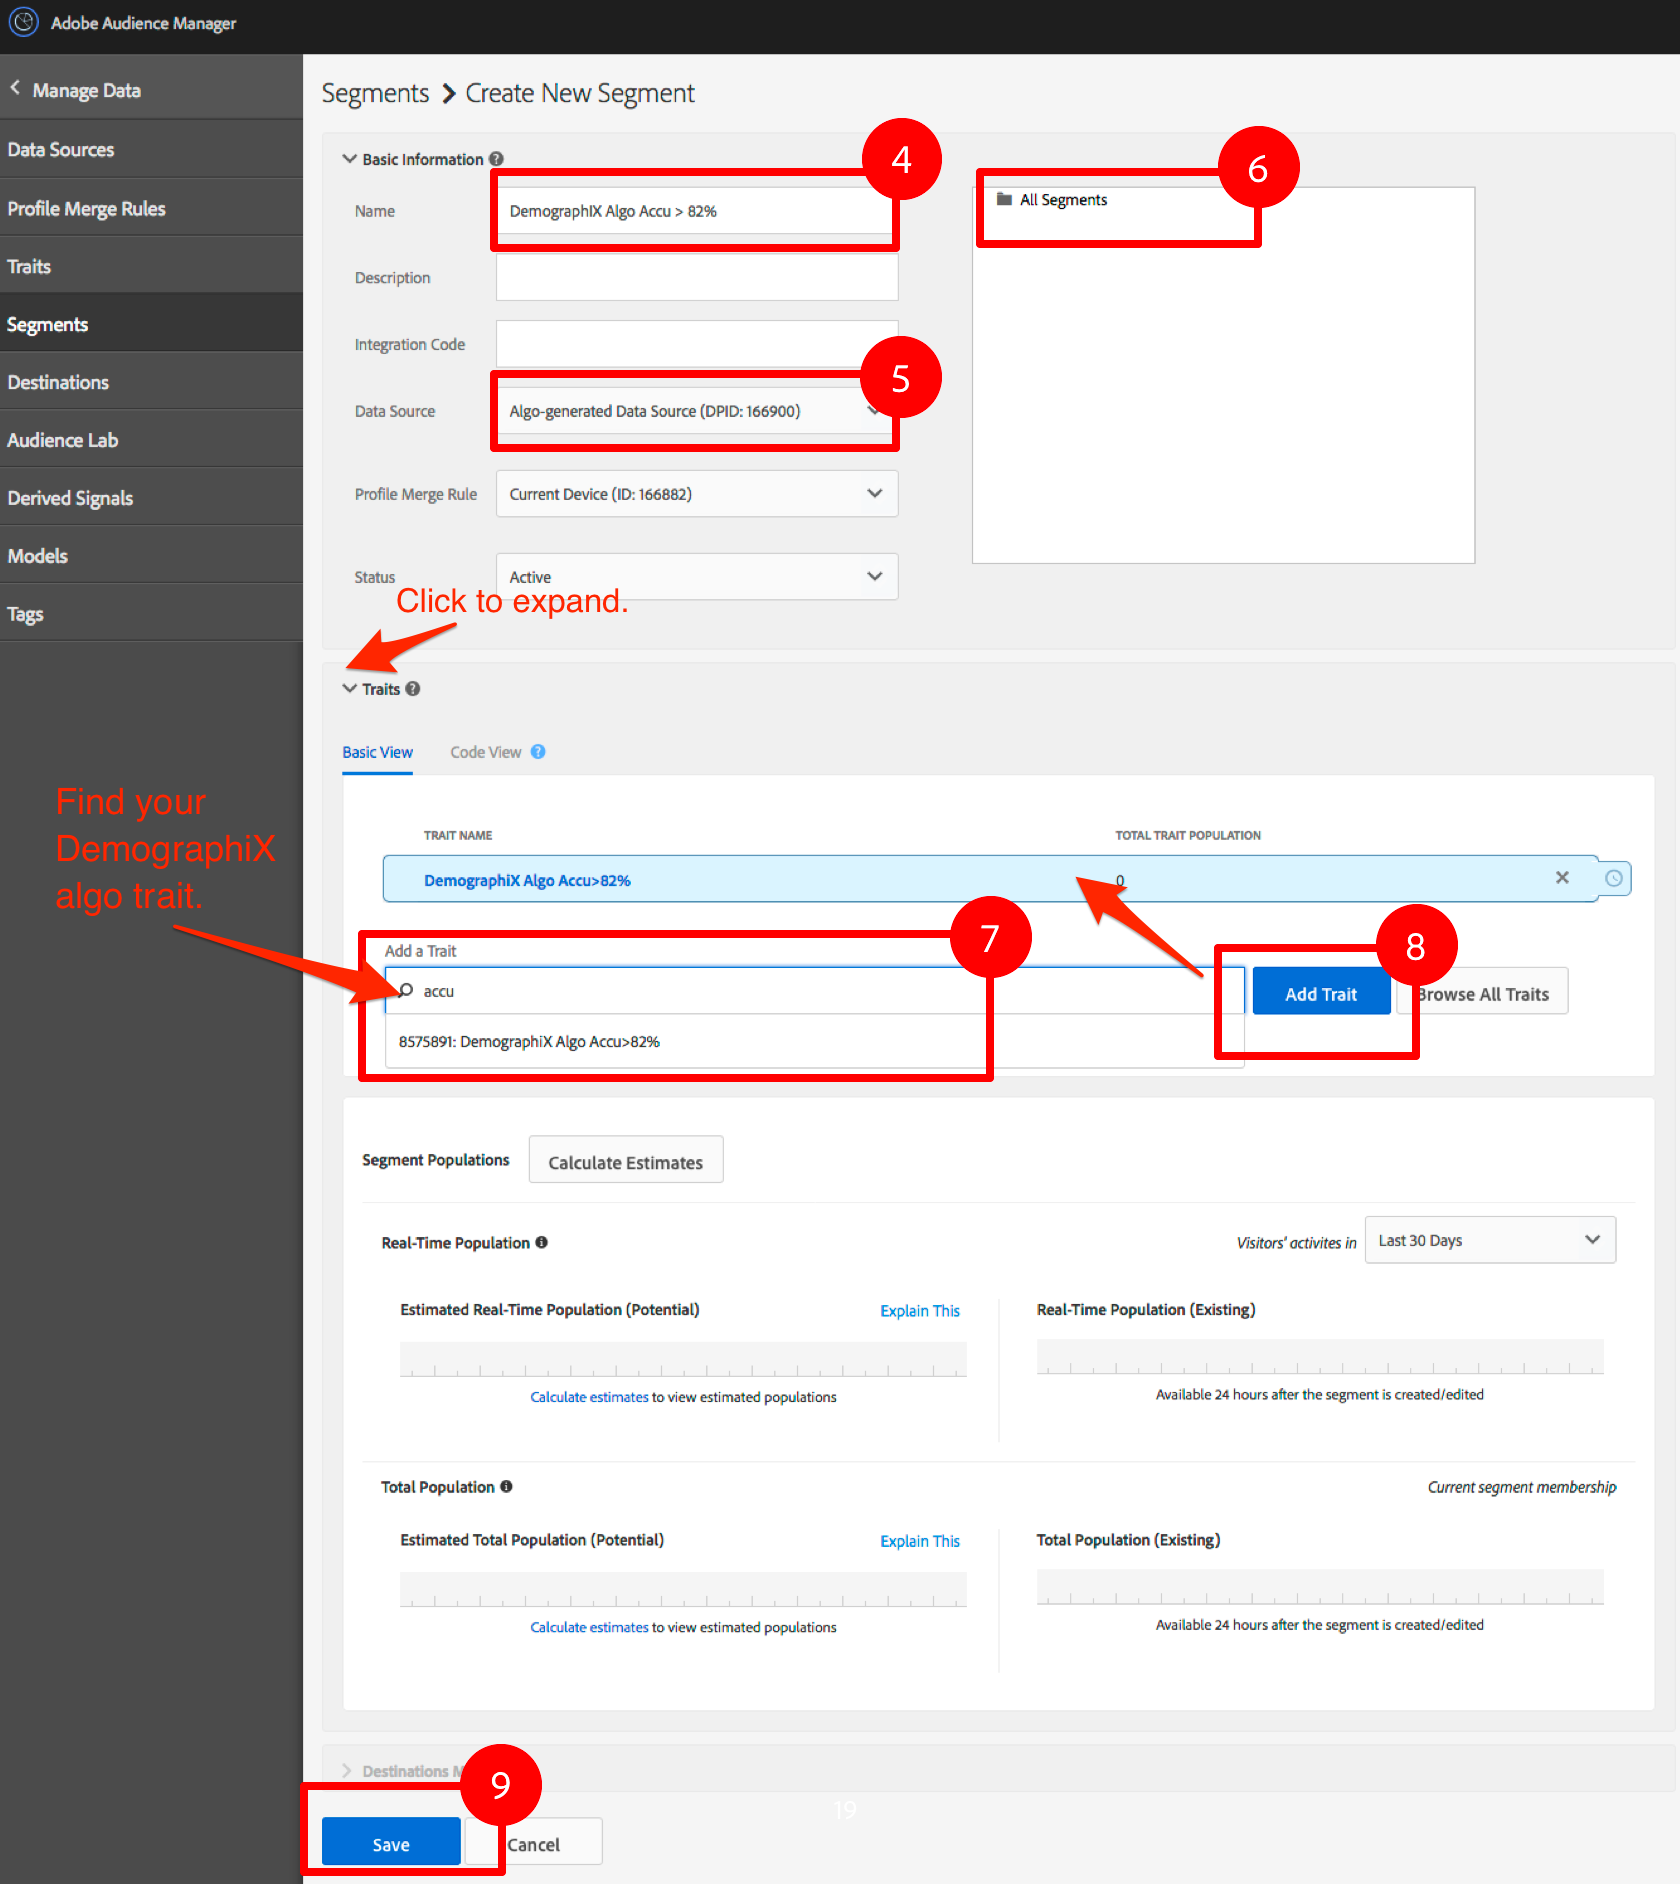 Adobe Audience Manager
Manage Data
Data Sources
Profile Merge Rules
Traits
Segments
Destinations
Audience Lab
Derived Signals
Models
Tags
Find your
DemographiX
algo trait.
Segments > Create New Segment
Basic Information ?
4
Name
DemographIX Algo Accu > 82%
6
All Segments
Description
Integration Code
5
Data Source
Algo-generated Data Source (DPID: 166900)
Profile Merge Rule
Current Device (ID: 166882)
Status
Active
Click to expand.
Traits ?
Basic View
Code View ?
TRAIT NAME
TOTAL TRAIT POPULATION
DemographiX Algo Accu>82%
0
7
8
Add a Trait
accu
Add Trait
Browse All Traits
8575891: DemographiX Algo Accu>82%
Segment Populations
Calculate Estimates
Real-Time Population
Visitors' activites in
Last 30 Days
Estimated Real-Time Population (Potential)
Explain This
Real-Time Population (Existing)
Calculate estimates to view estimated populations
Available 24 hours after the segment is created/edited
Total Population
Current segment membership
Estimated Total Population (Potential)
Explain This
Total Population (Existing)
Calculate estimates to view estimated populations
Available 24 hours after the segment is created/edited
Destinations M
9
19
Save
Cancel